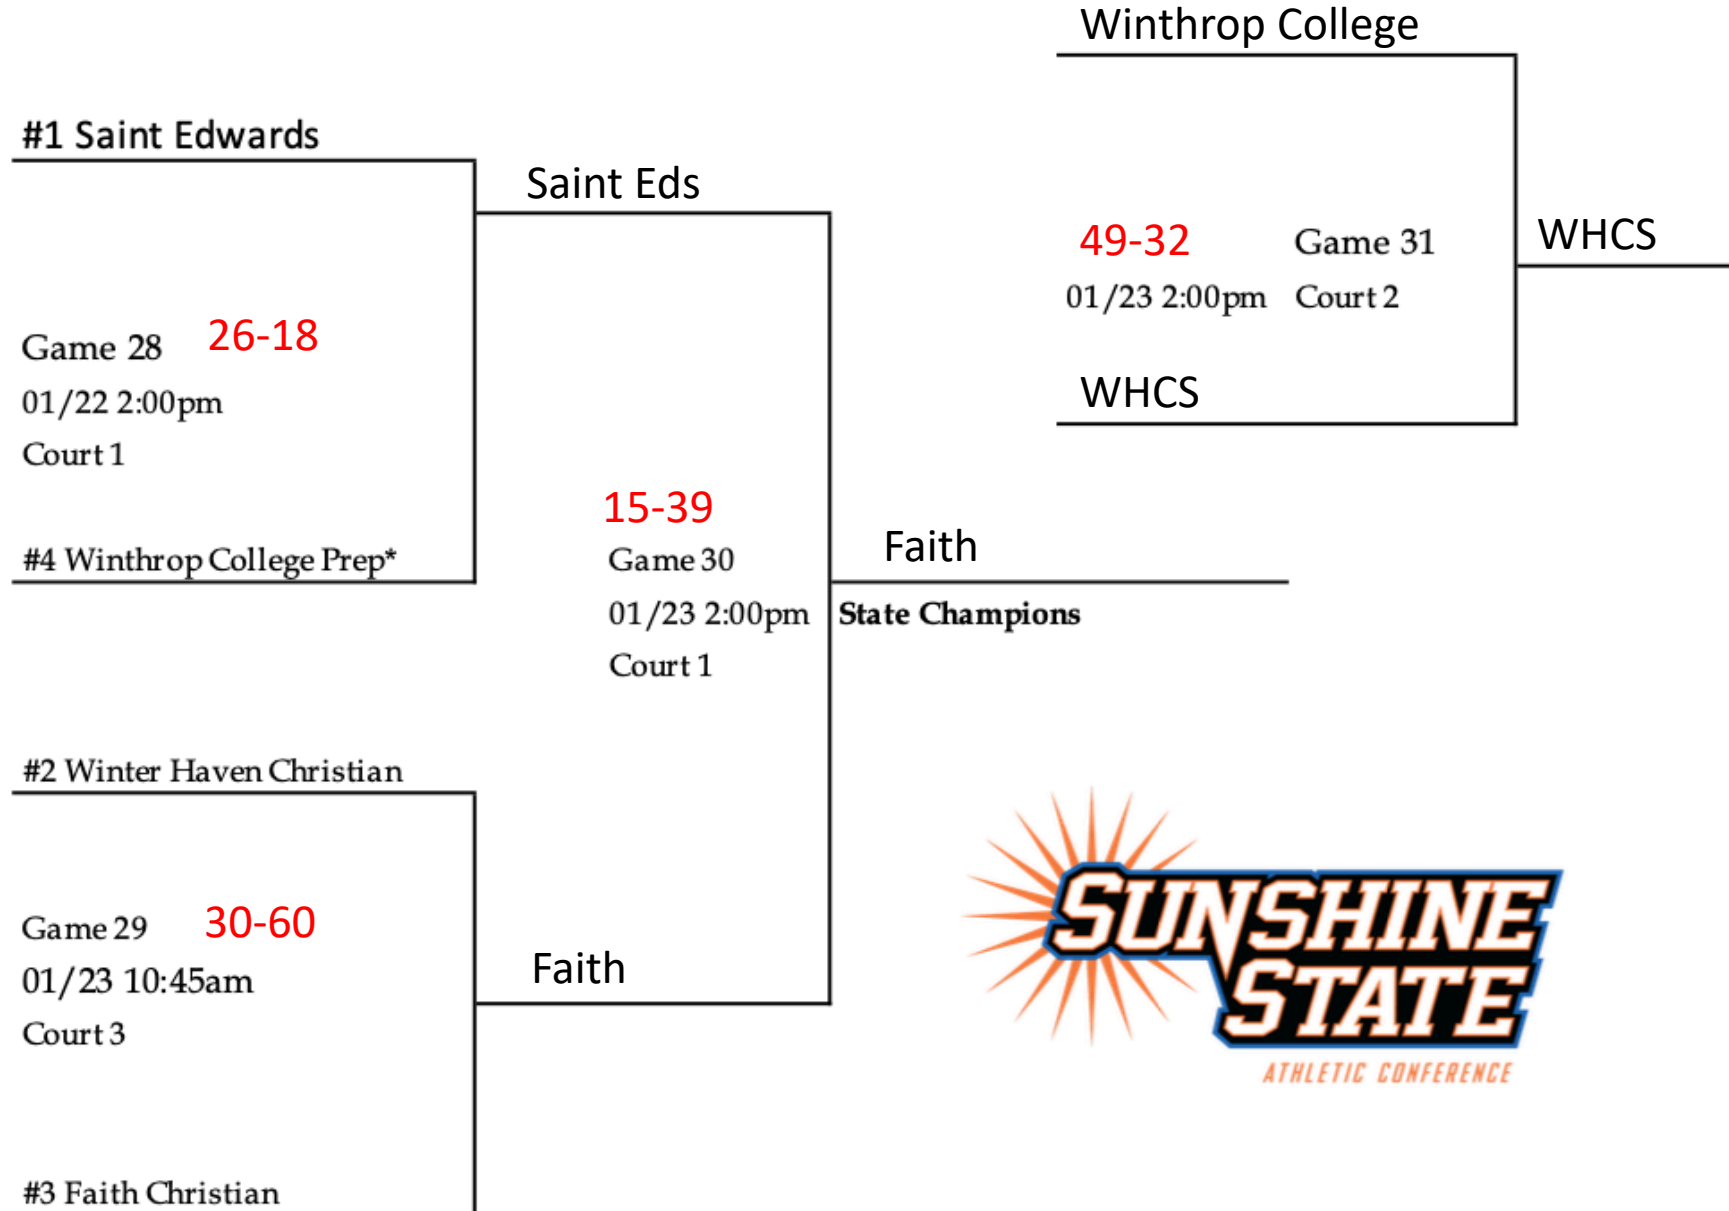 Winthrop College
#1 Saint Edwards
Saint Eds
49-32 Game 31
01/23 2:00pm Court 2
WHCS
WHCS
Game 28 26-18
01/22 2:00pm
Court 1
#4 Winthrop College Prep*
15-39
Game 30
01/23 2:00pm
Court 1
Faith
State Champions
#2 Winter Haven Christian
Game 29 30-60
01/23 10:45am
Court 3
Faith
#3 Faith Christian
SUNSHINE
STATE
ATHLETIC CONFERENCE